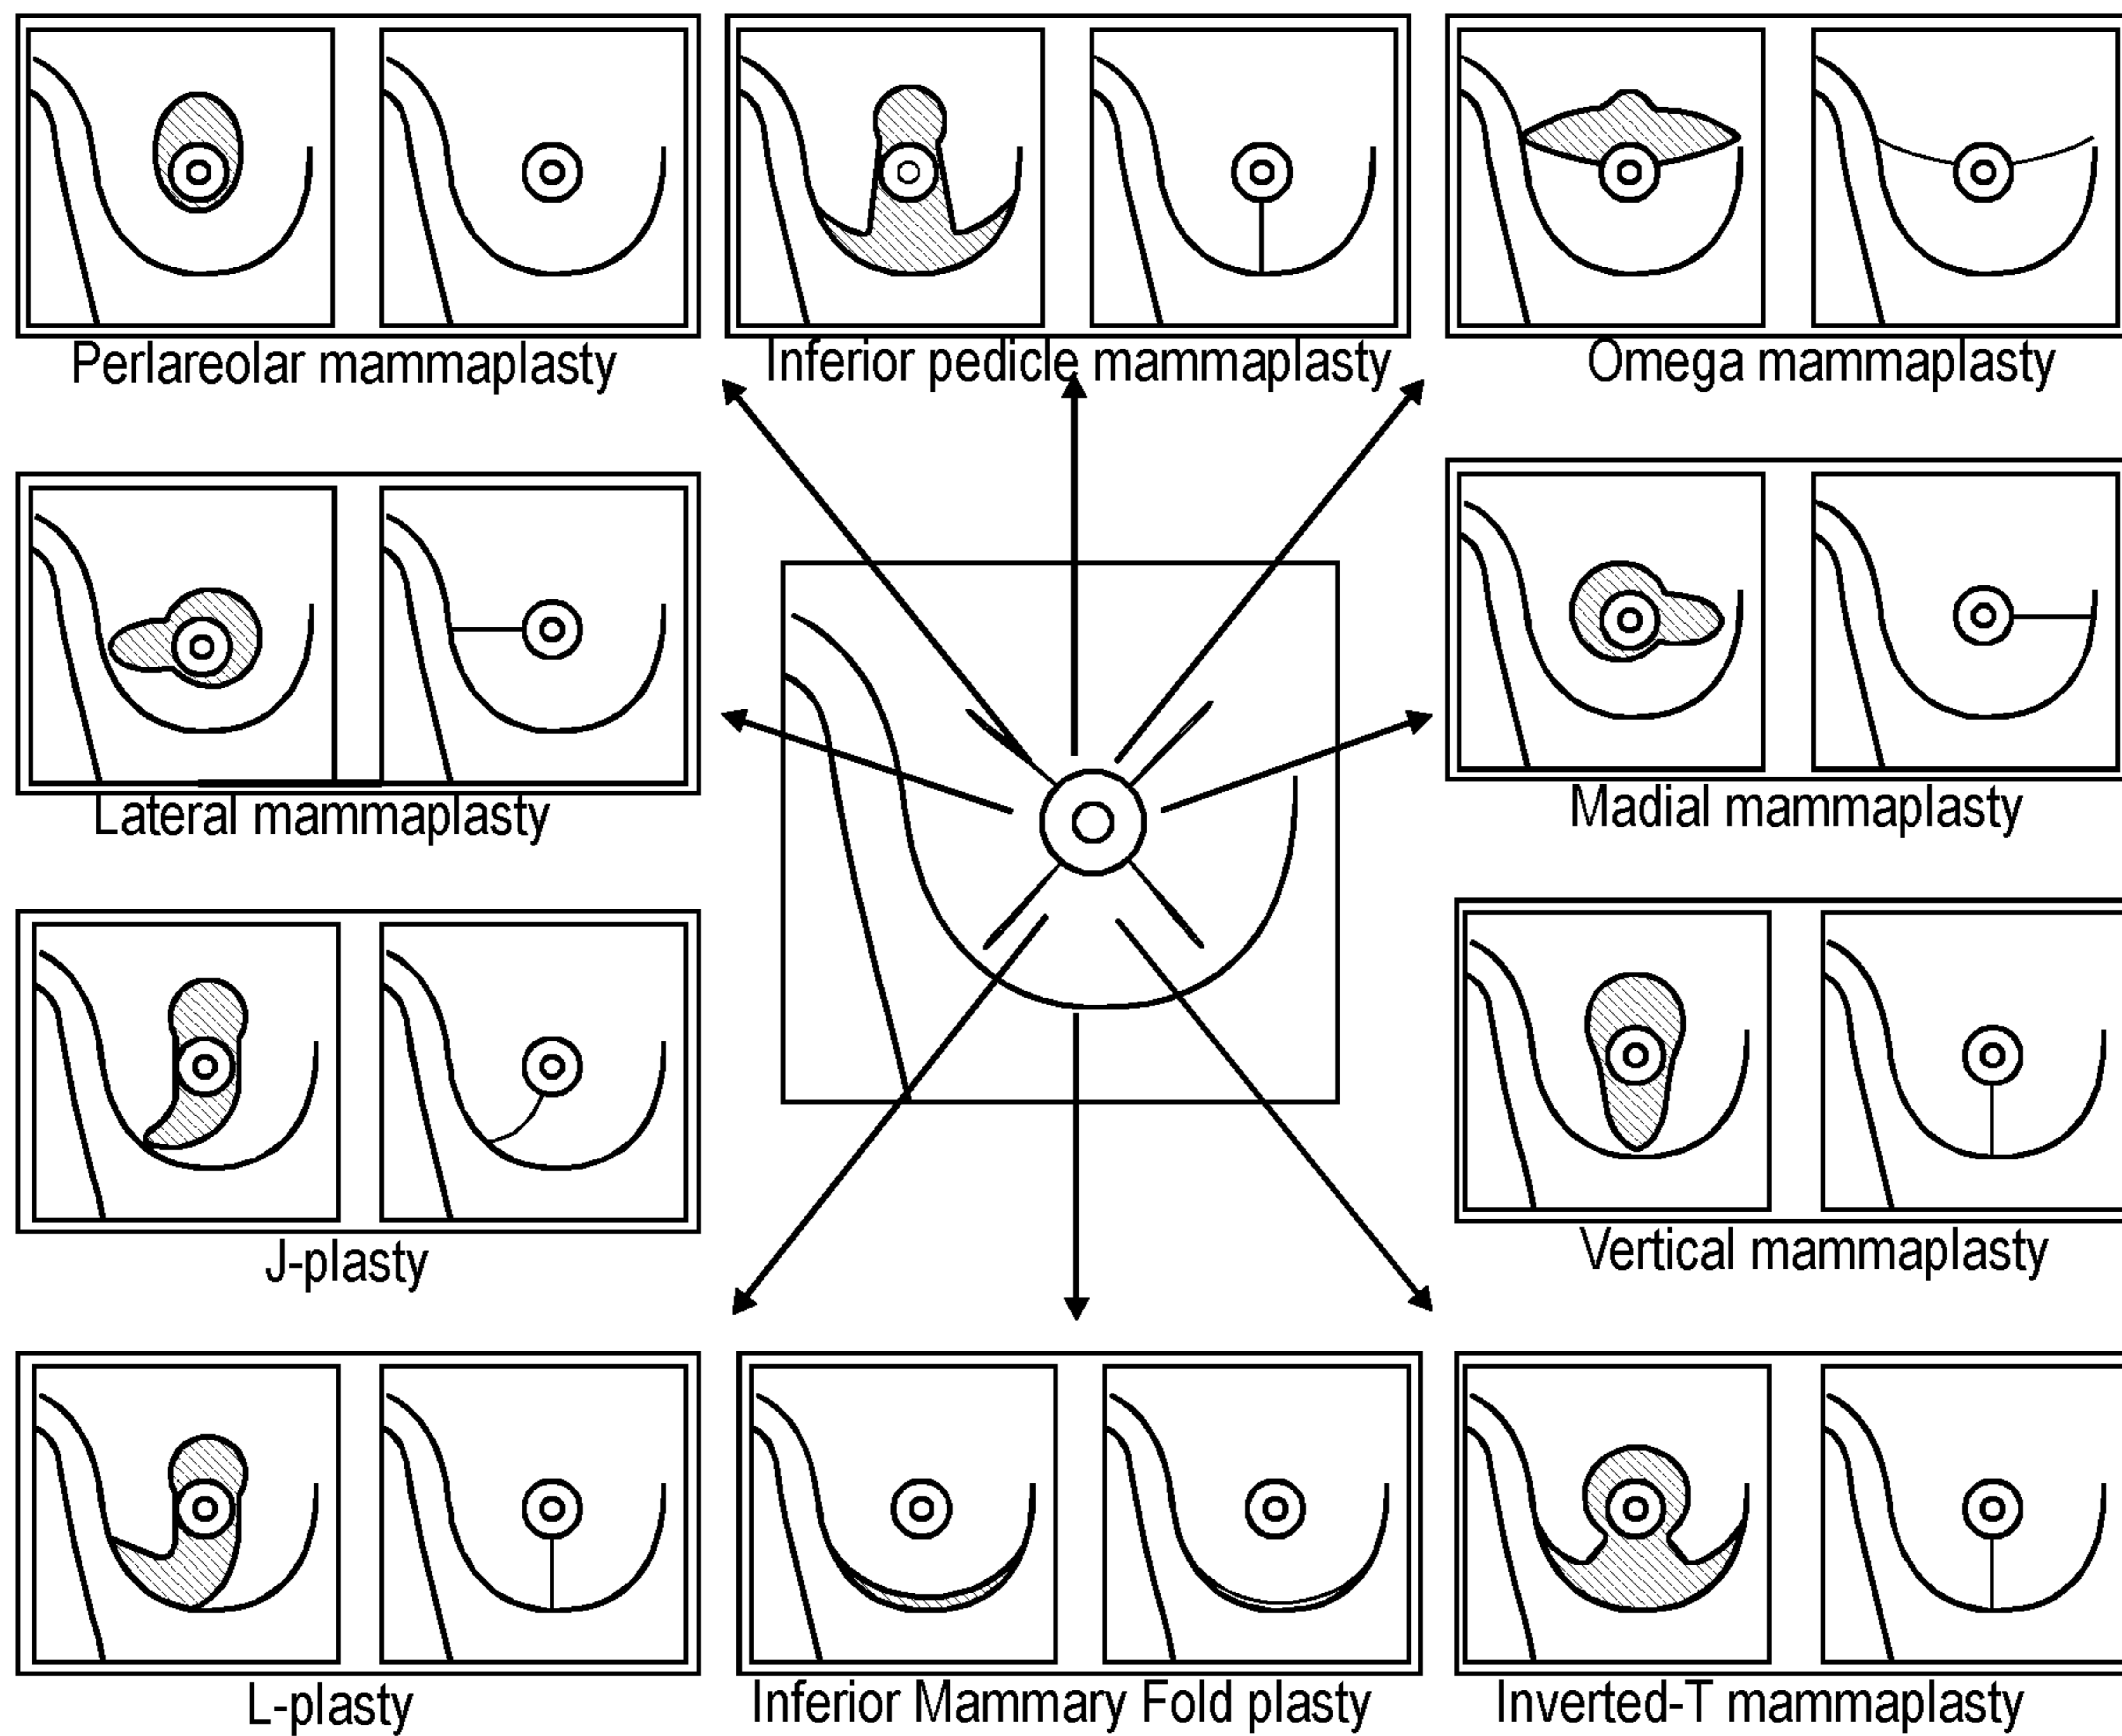 Perlareolar mammaplasty
Inferior pedicle mammaplasty
Omega mammaplasty
Lateral mammaplasty
Madial mammaplasty
J-plasty
Vertical mammaplasty
L-plasty
Inferior Mammary Fold plasty
Inverted-T mammaplasty